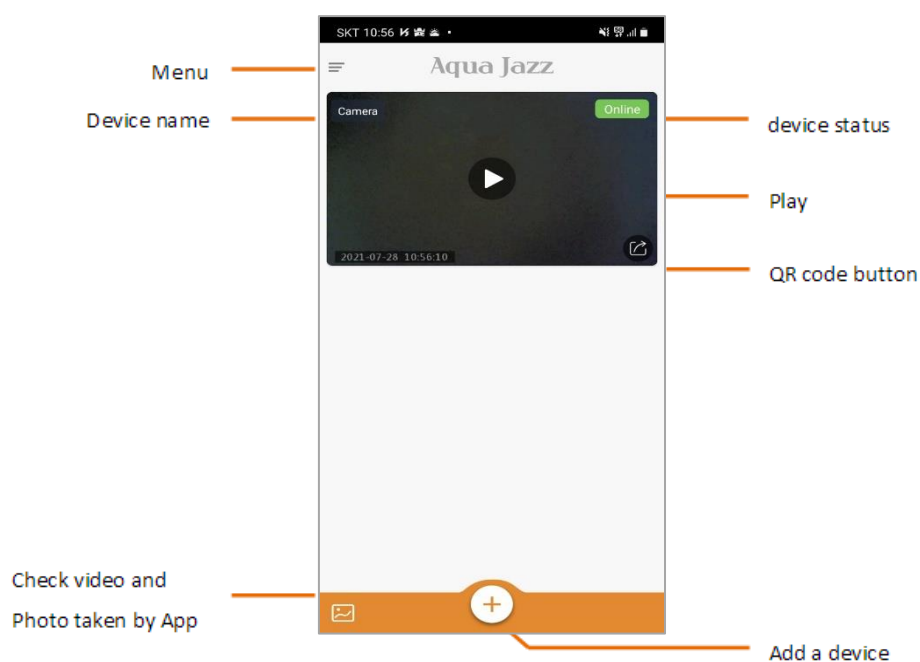 SKT 10:56
Menu
Aqua Jazz
Device name
Camera
Online
device status
Play
2021-07-28 10:56:10
QR code button
Check video and
Photo taken by App
Add a device